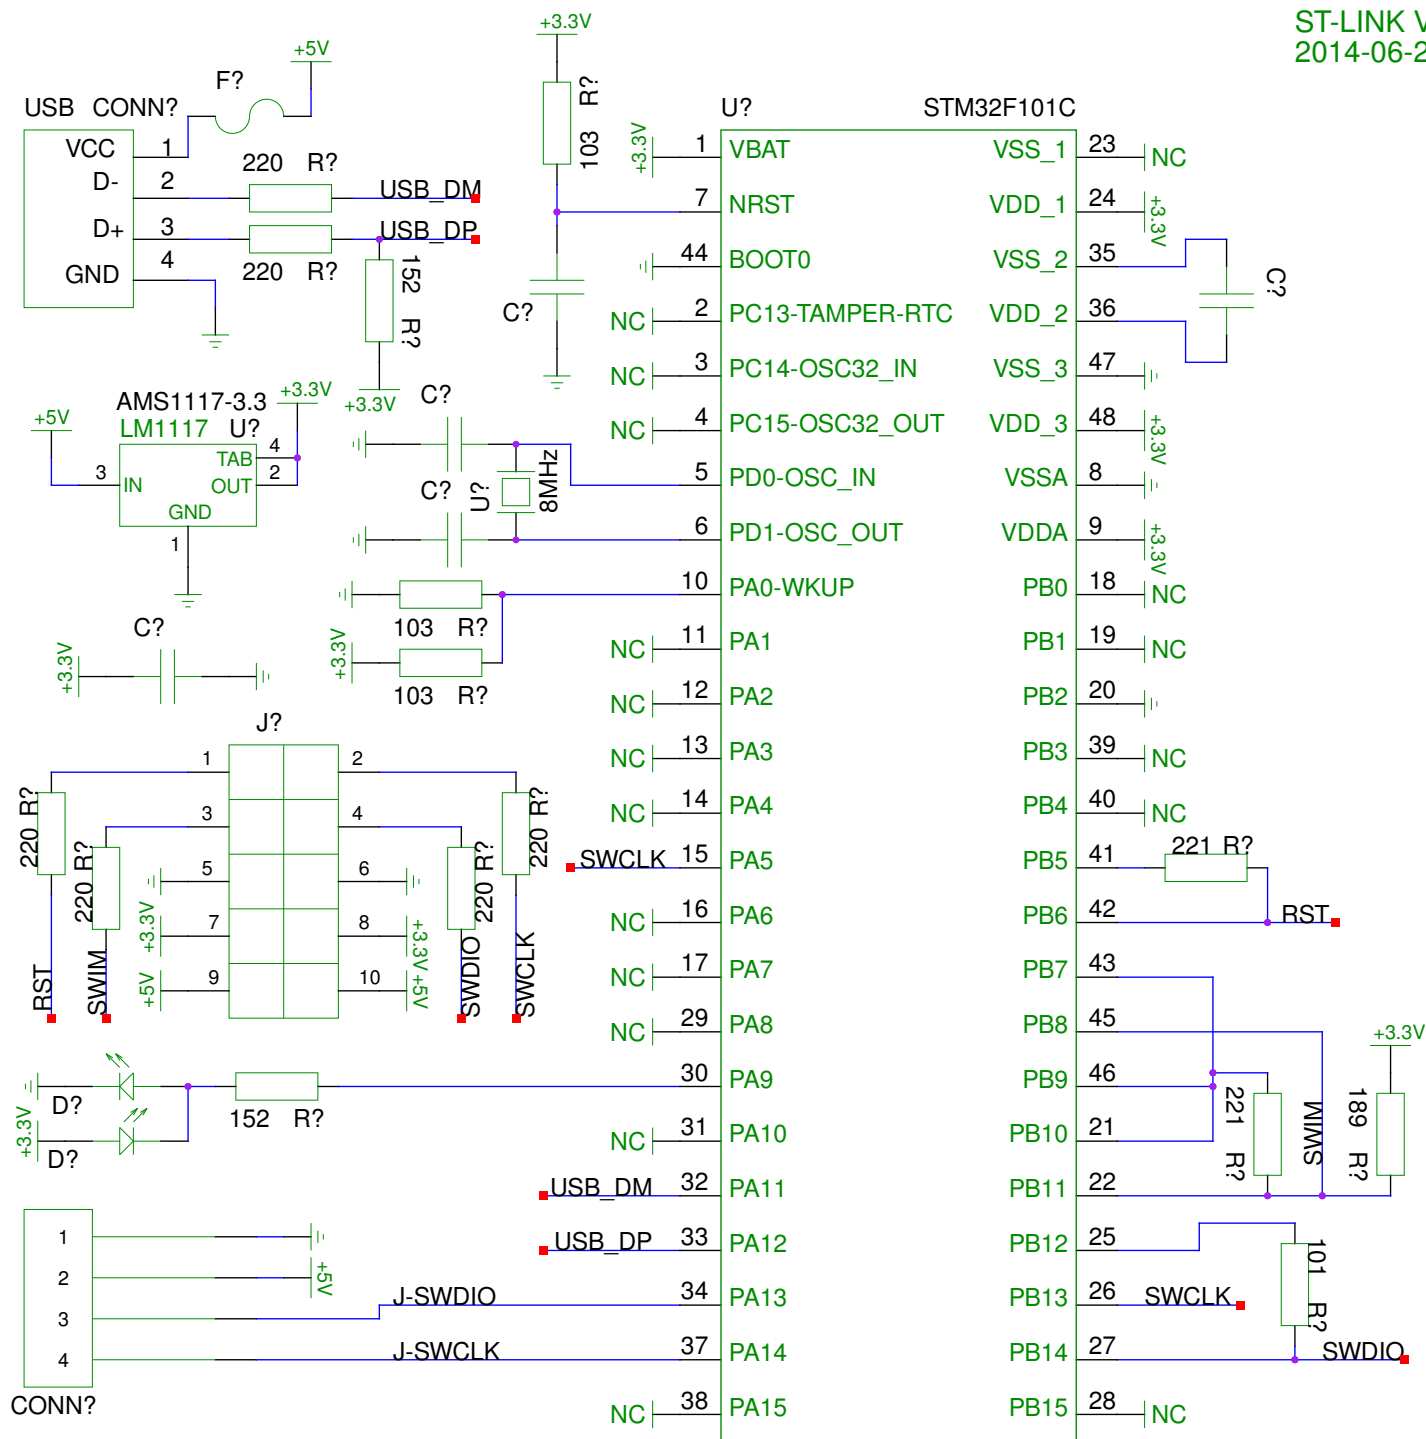 ST-LINK V
2014-06-2
+3.3V
+5V
F?
USB CONN?
VCC 1
D- 2
D+ 3
GND 4
220 R?
USB_DM
USB_DP
220 R?
152 R?
+3.3V
103 R?
C?
AMS1117-3.3
LM1117 U?
+3.3V
+5V
TAB 4
3 IN OUT 2
GND
1
C?
+3.3V
C?
C?
U?
8MHz
103 R?
+3.3V
103 R?
J?
1 2
3 4
5 6
7 8
9 10
220 R?
220 R?
220 R?
220 R?
+3.3V
+5V
+3.3V
+5V
RST
SWIM
SWDIO
SWCLK
D?
+3.3V
D?
152 R?
1
2
3
4
CONN?
+5V
J-SWDIO
J-SWCLK
U? STM32F101C
+3.3V 1 VBAT
7 NRST
44 BOOT0
NC 2 PC13-TAMPER-RTC
NC 3 PC14-OSC32_IN
NC 4 PC15-OSC32_OUT
5 PD0-OSC_IN
6 PD1-OSC_OUT
10 PA0-WKUP
NC 11 PA1
NC 12 PA2
NC 13 PA3
NC 14 PA4
SWCLK 15 PA5
NC 16 PA6
NC 17 PA7
NC 29 PA8
30 PA9
NC 31 PA10
USB_DM 32 PA11
USB_DP 33 PA12
34 PA13
37 PA14
NC 38 PA15
VSS_1 23 NC
VDD_1 24 +3.3V
VSS_2 35
VDD_2 36
C?
VSS_3 47
VDD_3 48 +3.3V
VSSA 8
VDDA 9 +3.3V
PB0 18 NC
PB1 19 NC
PB2 20
PB3 39 NC
PB4 40 NC
PB5 41 221 R?
PB6 42 RST
PB7 43
PB8 45
PB9 46
PB10 21
PB11 22
221 R?
SWIM
+3.3V
189 R?
PB12 25
101 R?
PB13 26 SWCLK
PB14 27 SWDIO
PB15 28 NC